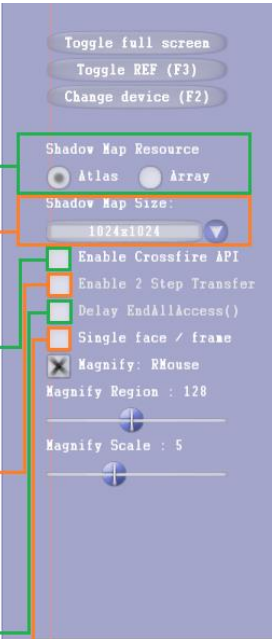 Toggle full screen
Toggle REF (F3)
Change device (F2)
Shadow Map Resource
Atlas Array
Shadow Map Size:
1024x1024
Enable Crossfire API
Enable 2 Step Transfer
Delay EndAllAccess()
Single face / frame
Magnify: RMouse
Magnify Region : 128
Magnify Scale : 5